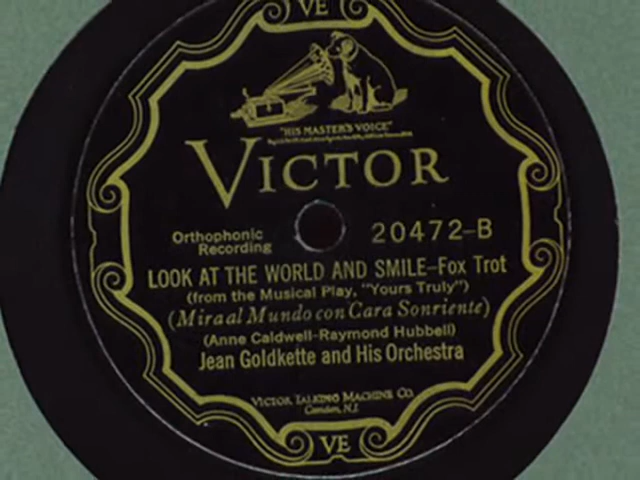 VE
"HIS MASTER'S VOICE"
VICTOR
Orthophonic
Recording
20472-B
LOOK AT THE WORLD AND SMILE-Fox Trot
(from the Musical Play, "Yours Truly")
(Mira al Mundo con Cara Sonriente)
(Anne Caldwell-Raymond Hubbell)
Jean Goldkette and His Orchestra
VICTOR TALKING MACHINE CO.
Camden, N.J.
VE